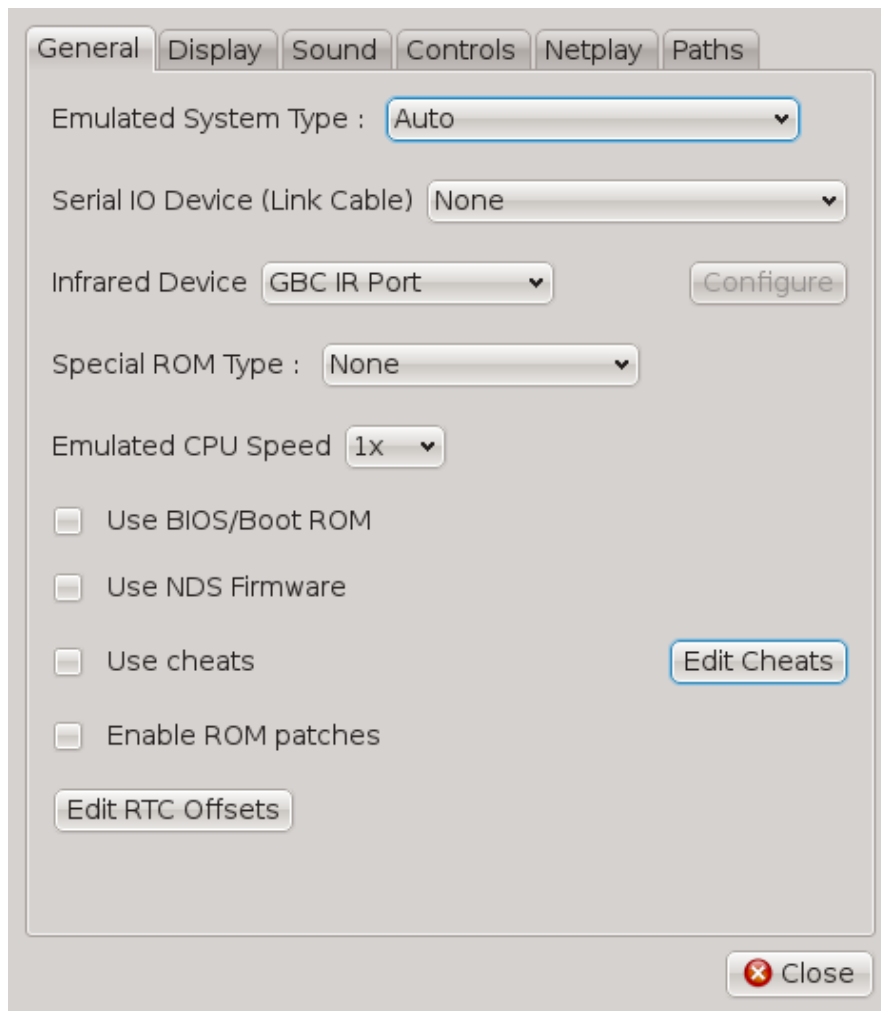 General Display Sound Controls Netplay Paths
Emulated System Type : Auto
Serial IO Device (Link Cable) None
Infrared Device GBC IR Port Configure
Special ROM Type : None
Emulated CPU Speed 1x
Use BIOS/Boot ROM
Use NDS Firmware
Use cheats Edit Cheats
Enable ROM patches
Edit RTC Offsets
Close